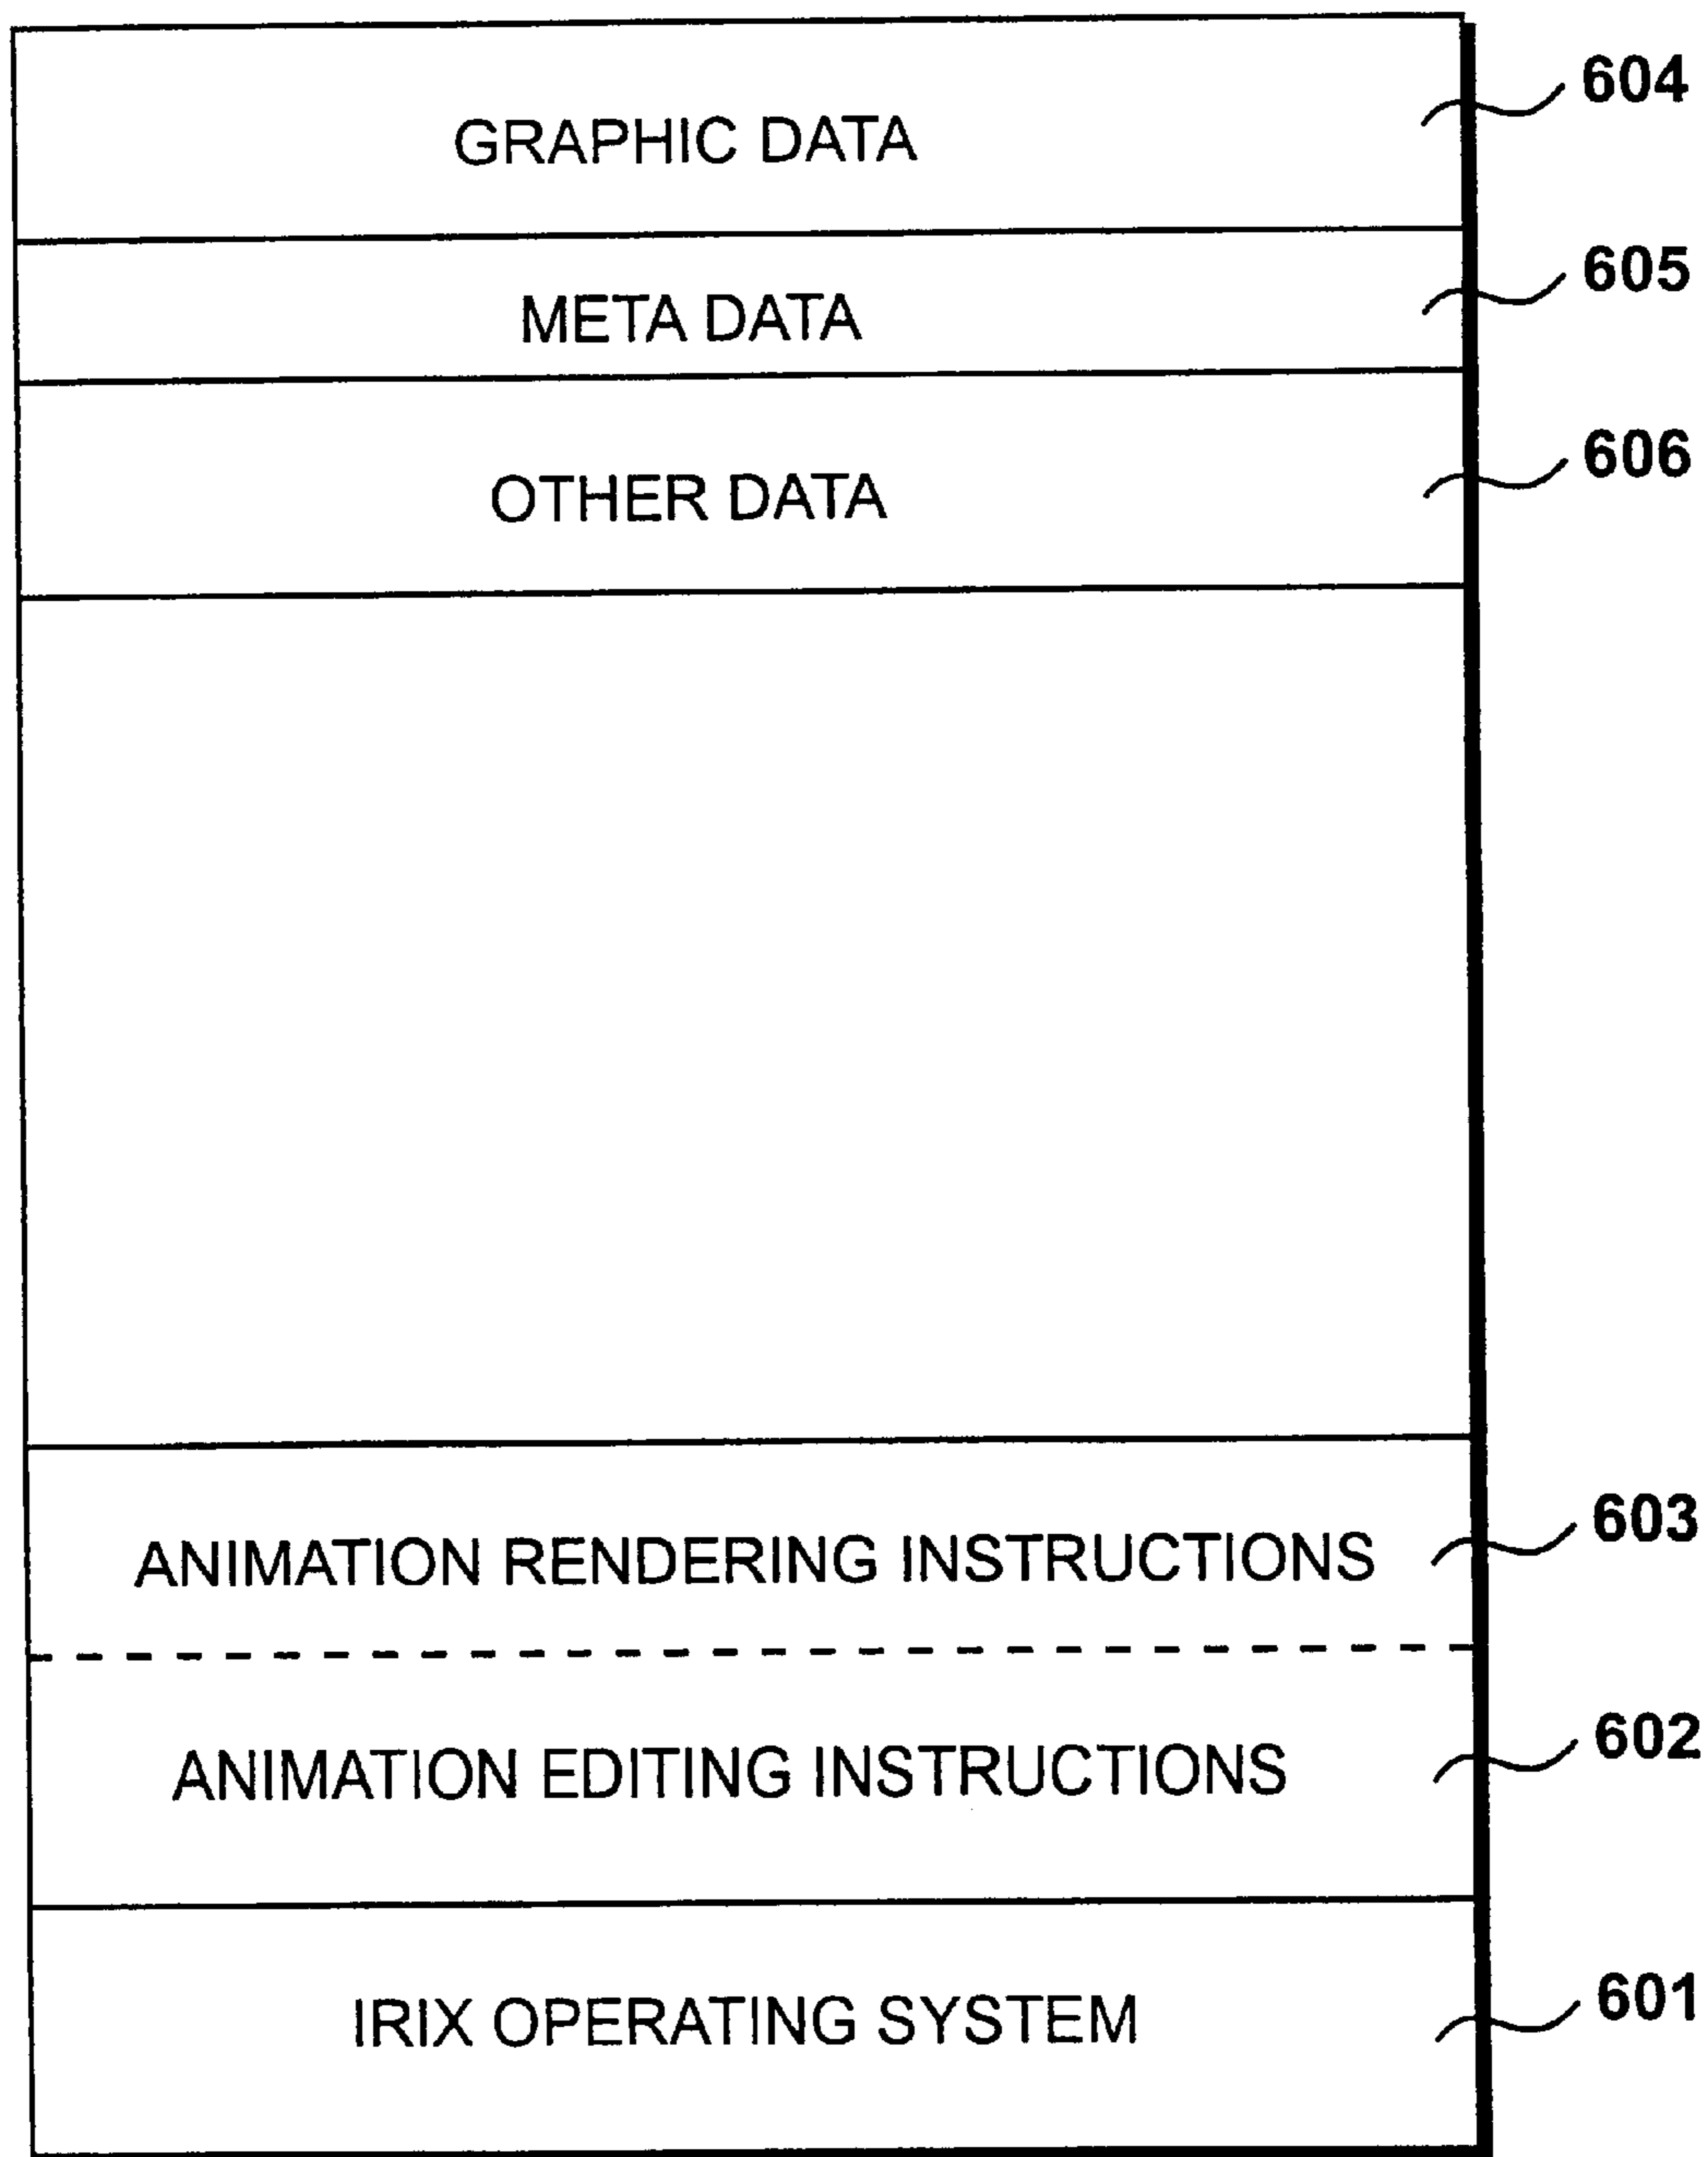 GRAPHIC DATA 604
META DATA 605
OTHER DATA 606
ANIMATION RENDERING INSTRUCTIONS 603
ANIMATION EDITING INSTRUCTIONS 602
IRIX OPERATING SYSTEM 601